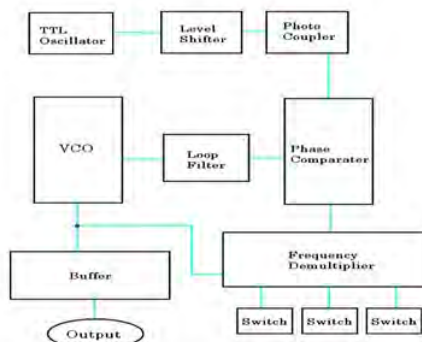 TTL
Oscillator
Level
Shifter
Photo
Coupler
VCO
Loop
Filter
Phase
Comparater
Buffer
Frequency
Demultiplier
Switch
Switch
Switch
Output